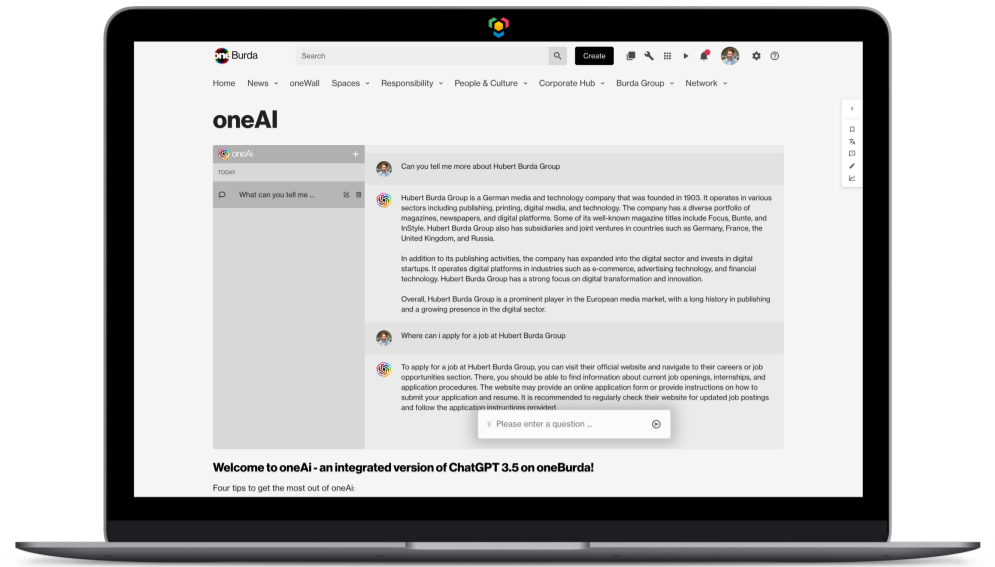 oneBurda
Search
Create
Home News oneWall Spaces Responsibility People & Culture Corporate Hub Burda Group Network
oneAI
oneAi +
TODAY
What can you tell me ...
Can you tell me more about Hubert Burda Group
Hubert Burda Group is a German media and technology company that was founded in 1903. It operates in various
sectors including publishing, printing, digital media, and technology. The company has a diverse portfolio of
magazines, newspapers, and digital platforms. Some of its well-known magazine titles include Focus, Bunte, and
InStyle. Hubert Burda Group also has subsidiaries and joint ventures in countries such as Germany, France, the
United Kingdom, and Russia.
In addition to its publishing activities, the company has expanded into the digital sector and invests in digital
startups. It operates digital platforms in industries such as e-commerce, advertising technology, and financial
technology. Hubert Burda Group has a strong focus on digital transformation and innovation.
Overall, Hubert Burda Group is a prominent player in the European media market, with a long history in publishing
and a growing presence in the digital sector.
Where can i apply for a job at Hubert Burda Group
To apply for a job at Hubert Burda Group, you can visit their official website and navigate to their careers or job
opportunities section. There, you should be able to find information about current job openings, internships, and
application procedures. The website may provide an online application form or provide instructions on how to
submit your application and resume. It is recommended to regularly check their website for updated job postings
and follow the application instructions provided.
Please enter a question ...
Welcome to oneAi - an integrated version of ChatGPT 3.5 on oneBurda!
Four tips to get the most out of oneAi: